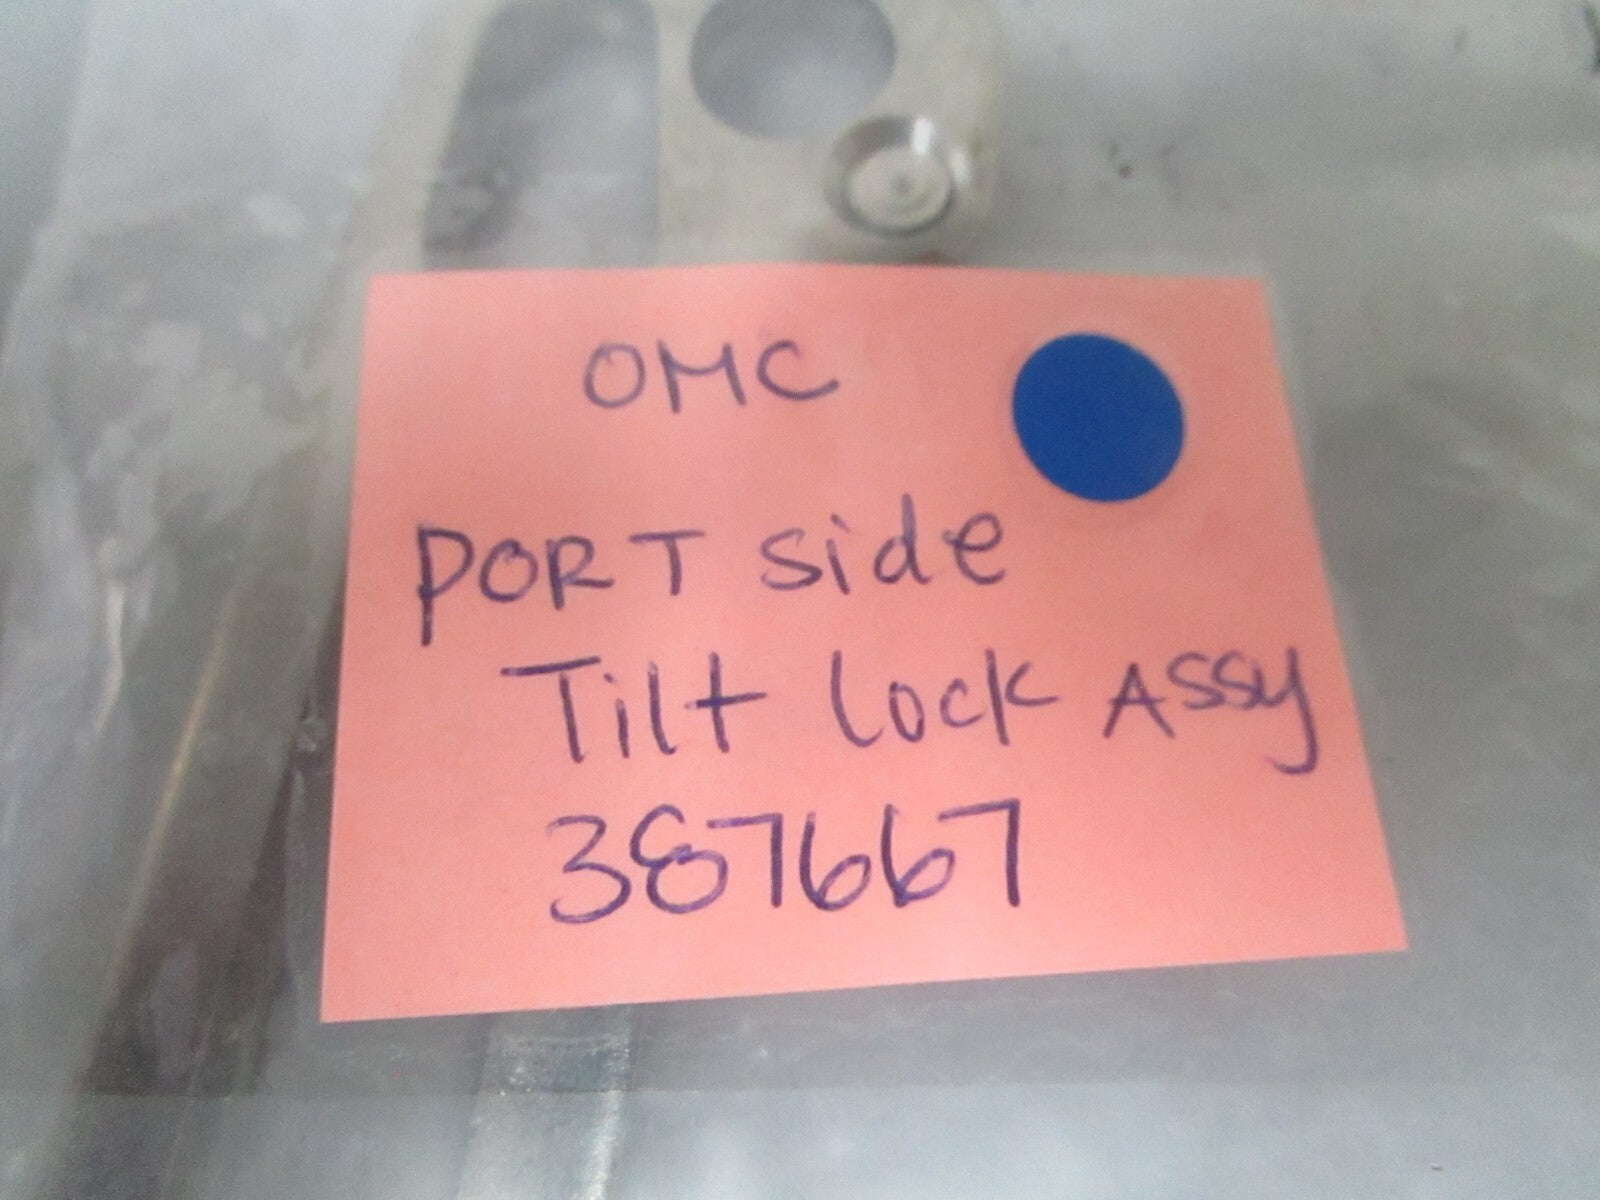 OMC
PORT side
Tilt lock ASSy
387667